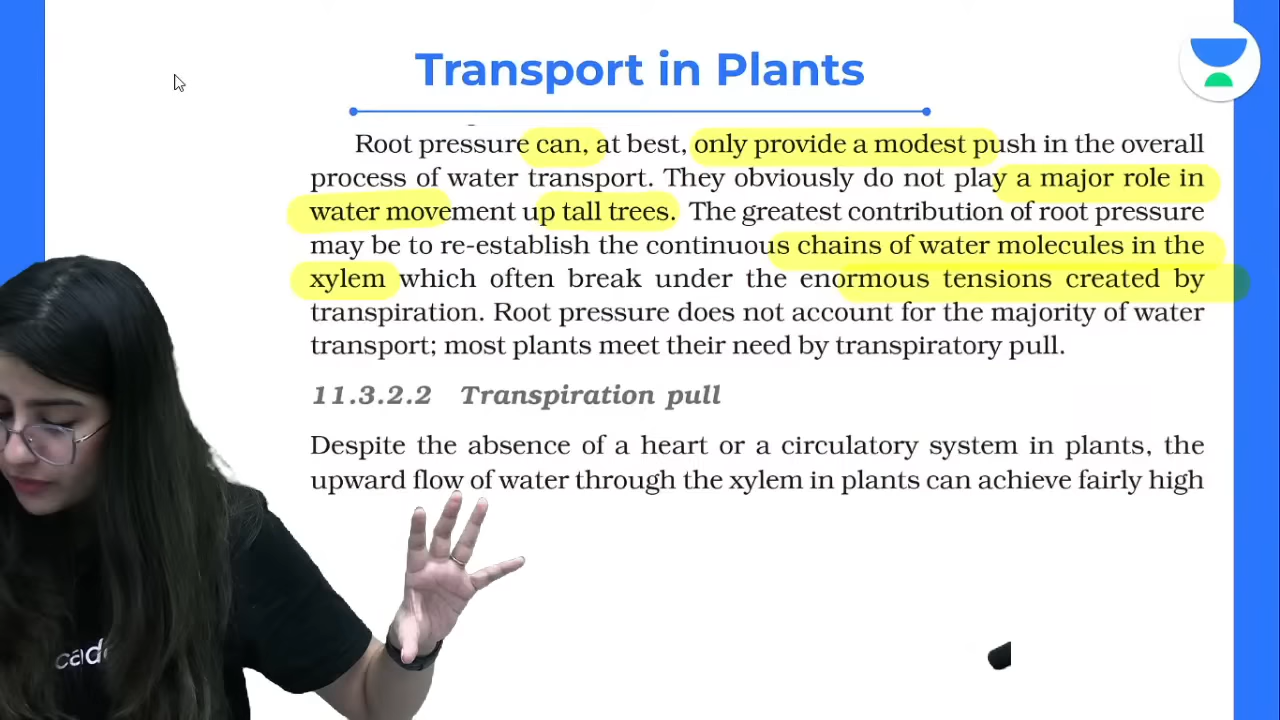 Transport in Plants
Root pressure can, at best, only provide a modest push in the overall
process of water transport. They obviously do not play a major role in
water movement up tall trees. The greatest contribution of root pressure
may be to re-establish the continuous chains of water molecules in the
xylem which often break under the enormous tensions created by
transpiration. Root pressure does not account for the majority of water
transport; most plants meet their need by transpiratory pull.
11.3.2.2 Transpiration pull
Despite the absence of a heart or a circulatory system in plants, the
upward flow of water through the xylem in plants can achieve fairly high